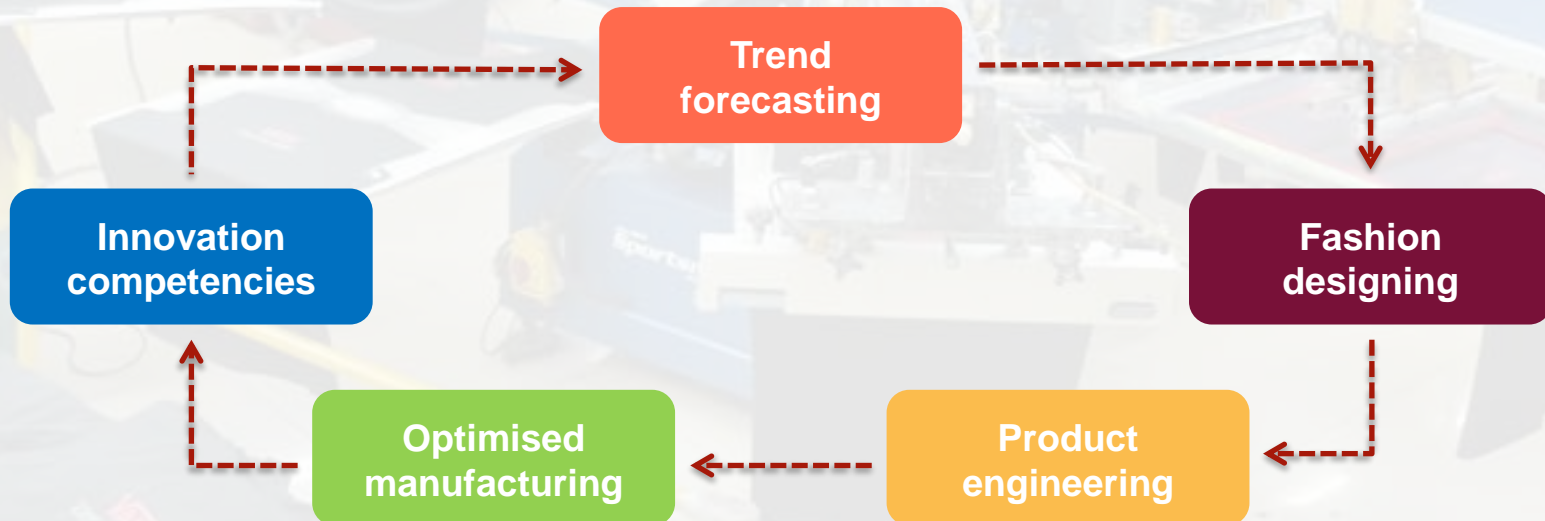 Trend
forecasting
Innovation
competencies
Fashion
designing
Optimised
manufacturing
Product
engineering